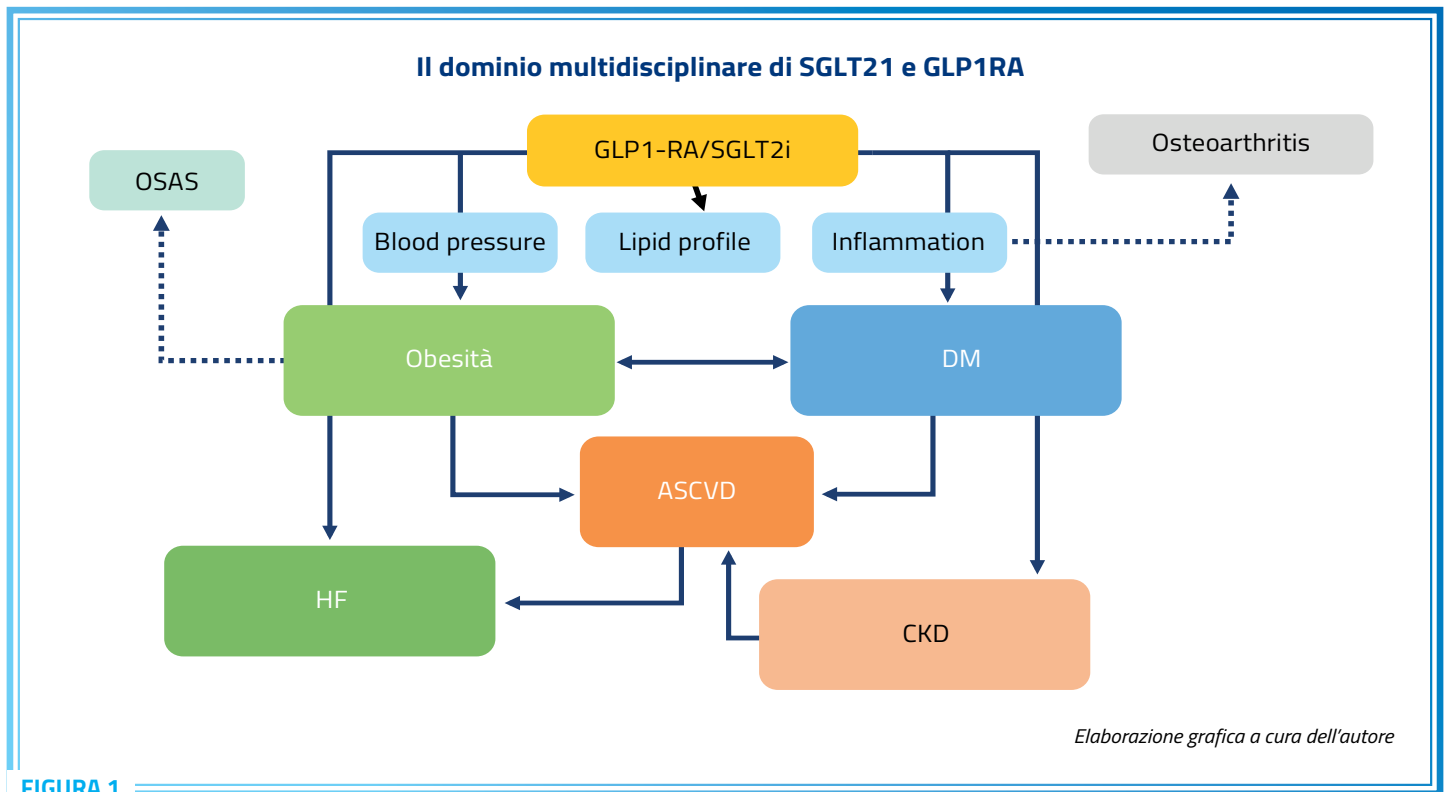 Il dominio multidisciplinare di SGLT21 e GLP1RA
GLP1-RA/SGLT2i
Osteoarthritis
OSAS
Blood pressure
Lipid profile
Inflammation
Obesità
DM
ASCVD
HF
CKD
Elaborazione grafica a cura dell'autore
FIGURA 1